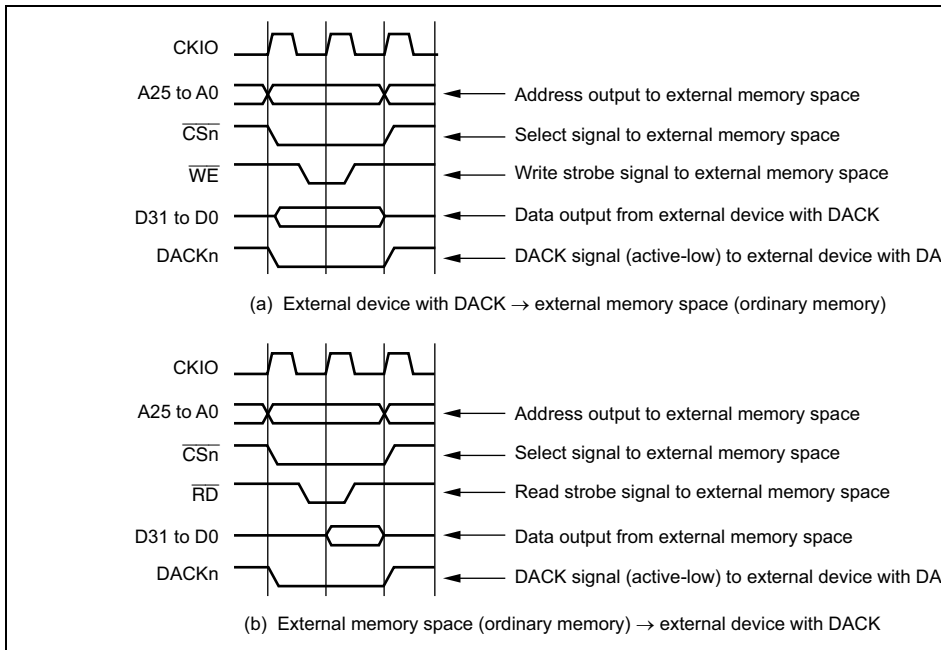 CKIO
A25 to A0 Address output to external memory space
CSn Select signal to external memory space
WE Write strobe signal to external memory space
D31 to D0 Data output from external device with DACK
DACKn DACK signal (active-low) to external device with DA
(a) External device with DACK → external memory space (ordinary memory)
CKIO
A25 to A0 Address output to external memory space
CSn Select signal to external memory space
RD Read strobe signal to external memory space
D31 to D0 Data output from external memory space
DACKn DACK signal (active-low) to external device with DA
(b) External memory space (ordinary memory) → external device with DACK